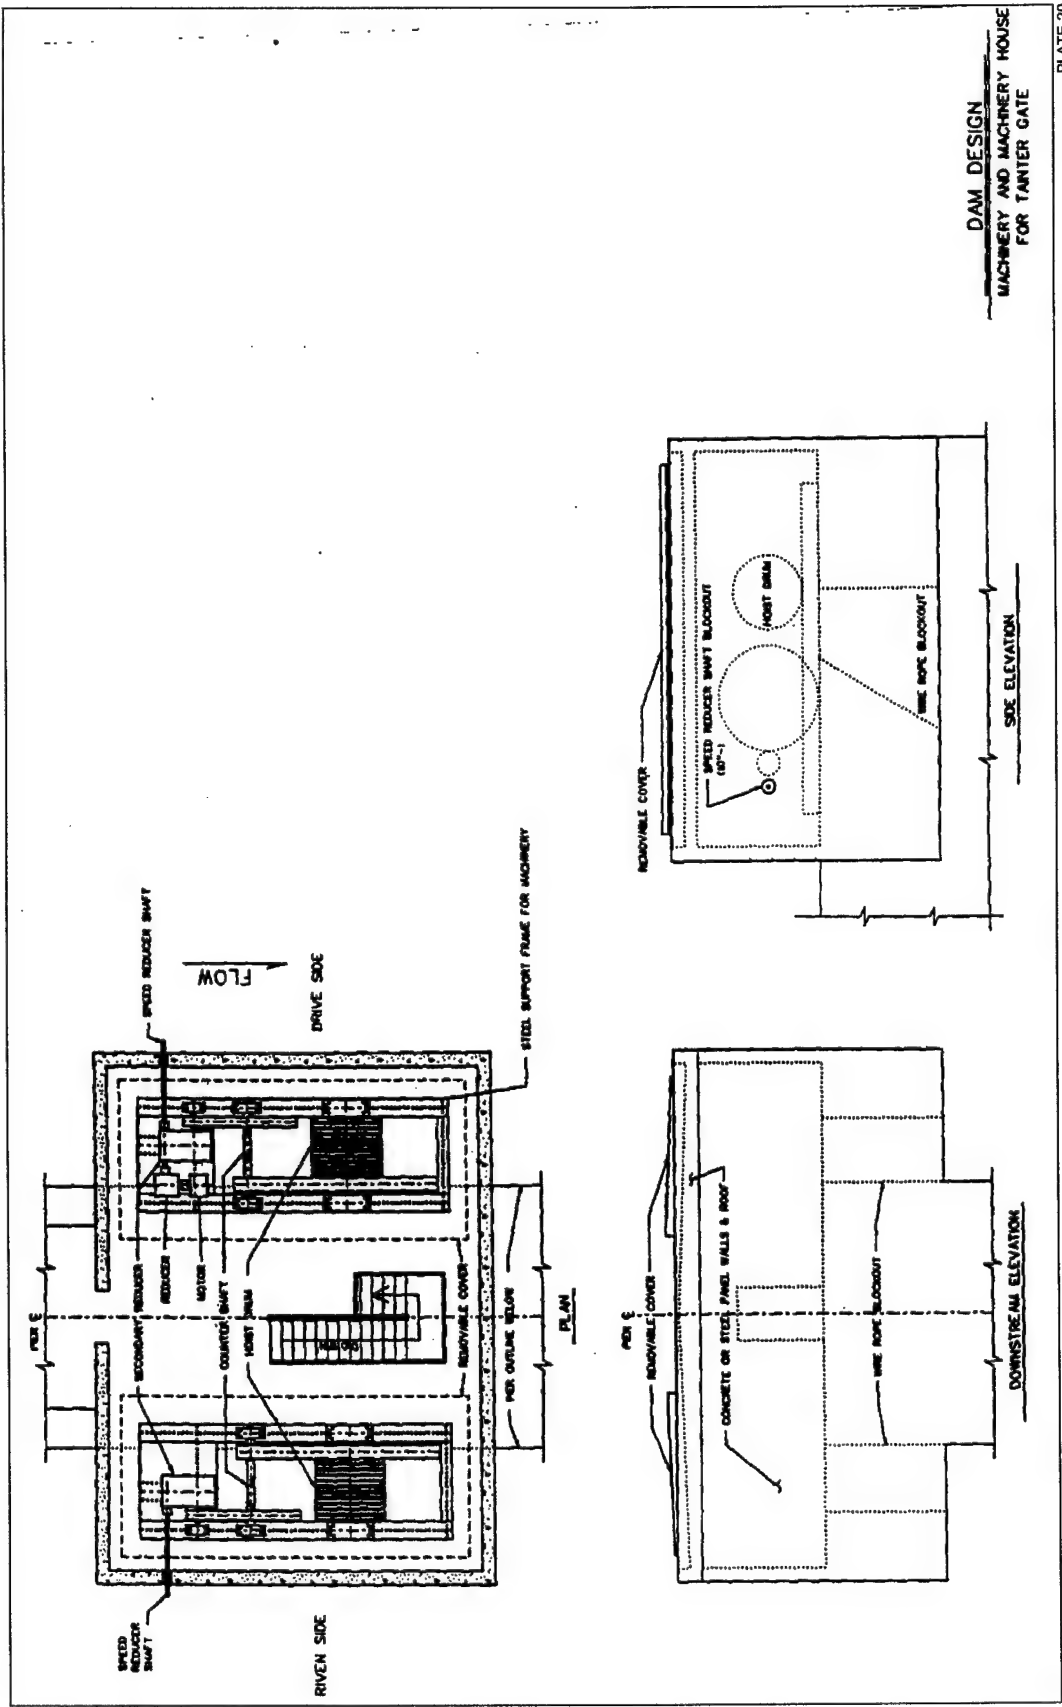 PIER ℄
SPEED REDUCER SHAFT
FLOW
DRIVE SIDE
STEEL SUPPORT FRAME FOR MACHINERY
SECONDARY REDUCER
REDUCER
MOTOR
COUNTER SHAFT
HOIST DRUM
REMOVABLE COVER
PIER OUTLINE BELOW
PLAN
SPEED
REDUCER
SHAFT
RIVEN SIDE
PIER ℄
REMOVABLE COVER
CONCRETE OR STEEL PANEL WALLS & ROOF
WIRE ROPE BLOCKOUT
DOWNSTREAM ELEVATION
REMOVABLE COVER
SPEED REDUCER SHAFT BLOCKOUT
HOIST DRUM
WIRE ROPE BLOCKOUT
SIDE ELEVATION
DAM DESIGN
MACHINERY AND MACHINERY HOUSE
FOR TAINTER GATE